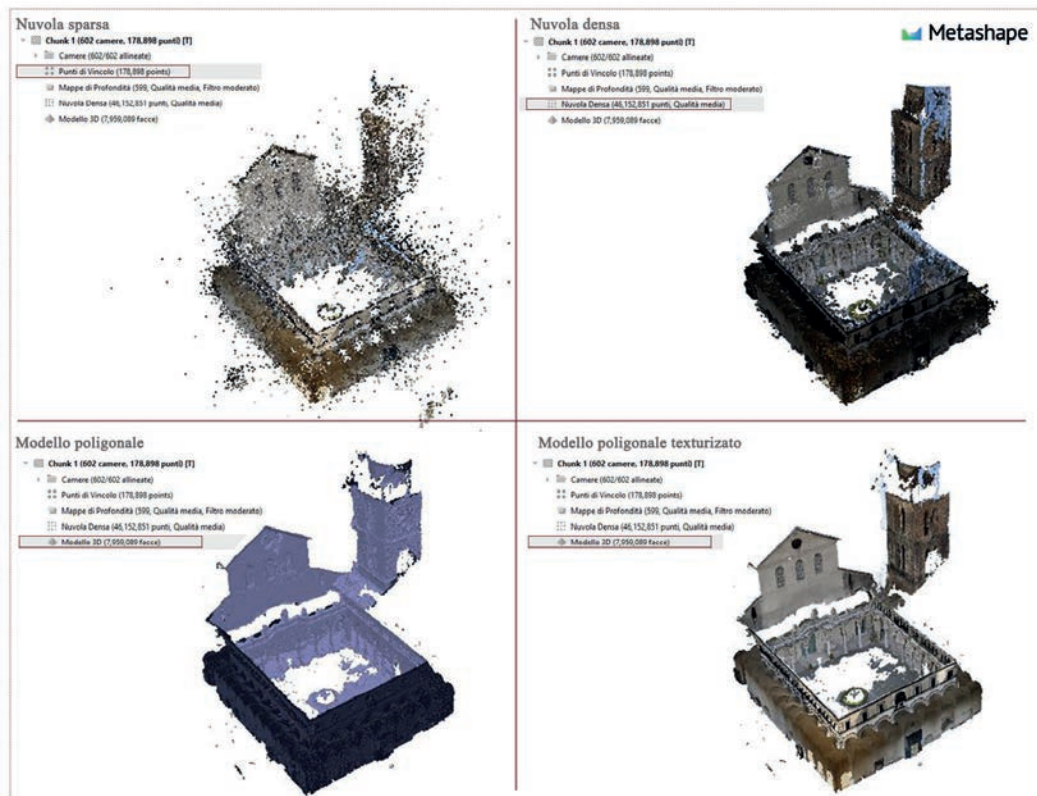 Nuvola sparsa
Chunk 1 (602 camere, 178,898 punti) [T]
Camere (602/602 allineate)
Punti di Vincolo (178,898 points)
Mappe di Profondità (599, Qualità media, Filtro moderato)
Nuvola Densa (46,152,851 punti, Qualità media)
Modello 3D (7,959,089 facce)
Nuvola densa
Chunk 1 (602 camere, 178,898 punti) [T]
Camere (602/602 allineate)
Punti di Vincolo (178,898 points)
Mappe di Profondità (599, Qualità media, Filtro moderato)
Nuvola Densa (46,152,851 punti, Qualità media)
Modello 3D (7,959,089 facce)
Metashape
Modello poligonale
Chunk 1 (602 camere, 178,898 punti) [T]
Camere (602/602 allineate)
Punti di Vincolo (178,898 points)
Mappe di Profondità (599, Qualità media, Filtro moderato)
Nuvola Densa (46,152,851 punti, Qualità media)
Modello 3D (7,959,089 facce)
Modello poligonale texturizato
Chunk 1 (602 camere, 178,898 punti) [T]
Camere (602/602 allineate)
Punti di Vincolo (178,898 points)
Mappe di Profondità (599, Qualità media, Filtro moderato)
Nuvola Densa (46,152,851 punti, Qualità media)
Modello 3D (7,959,089 facce)